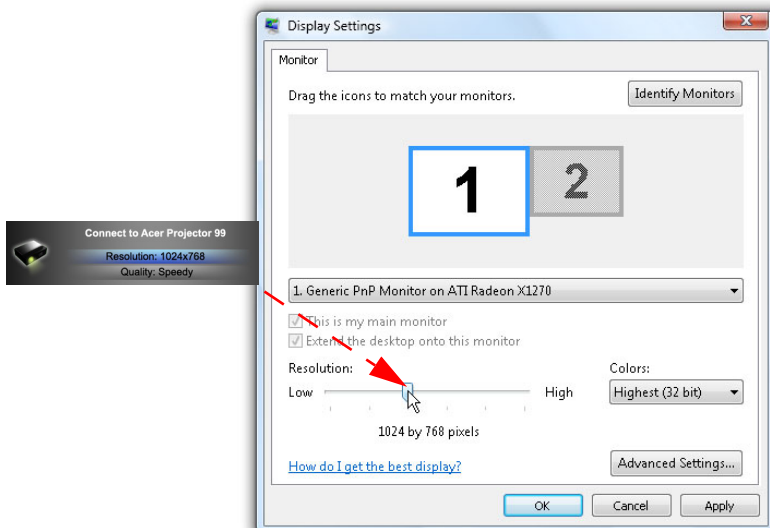 Display Settings
Monitor
Drag the icons to match your monitors.
Identify Monitors
1
2
Connect to Acer Projector 99
Resolution: 1024x768
Quality: Speedy
1. Generic PnP Monitor on ATI Radeon X1270
This is my main monitor
Extend the desktop onto this monitor
Resolution:
Colors:
Low
High
Highest (32 bit)
1024 by 768 pixels
How do I get the best display?
Advanced Settings...
OK
Cancel
Apply